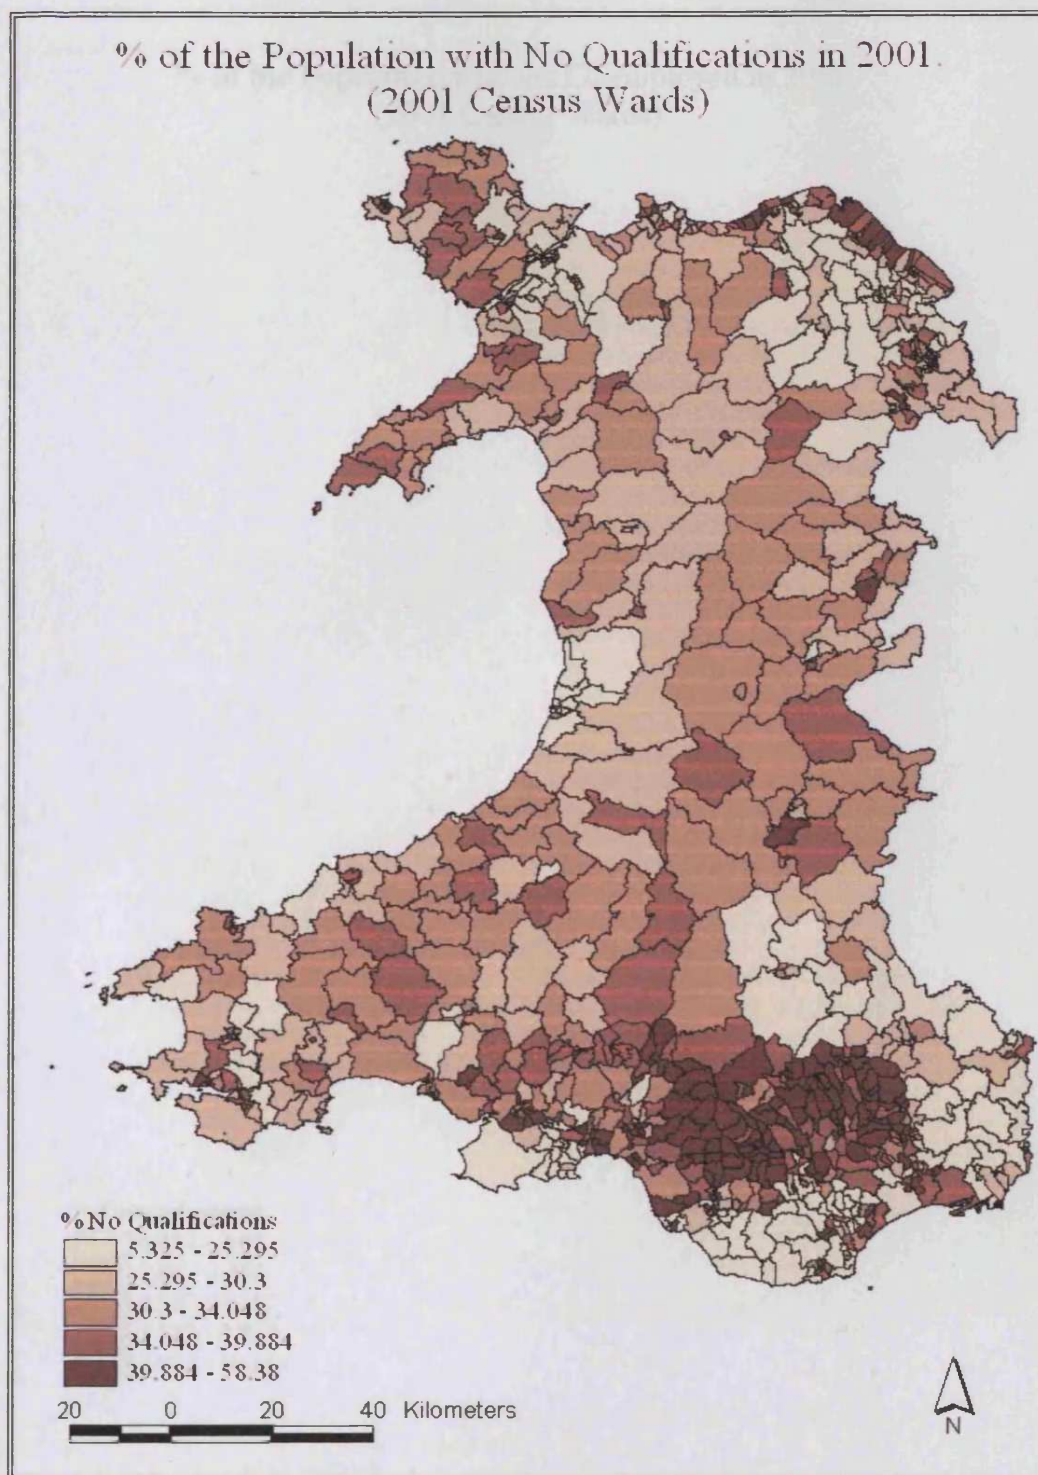 % of the Population with No Qualifications in 2001.
(2001 Census Wards)
%No Qualifications
5.325 - 25.295
25.295 - 30.3
30.3 - 34.048
34.048 - 39.884
39.884 - 58.38
20 0 20 40 Kilometers
N